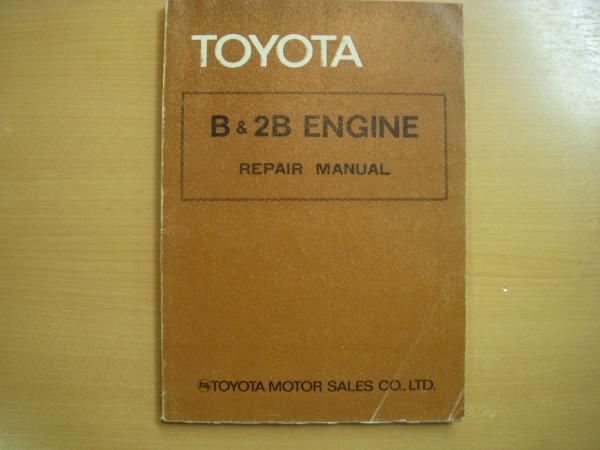 TOYOTA
B & 2B ENGINE
REPAIR MANUAL
TOYOTA MOTOR SALES CO., LTD.